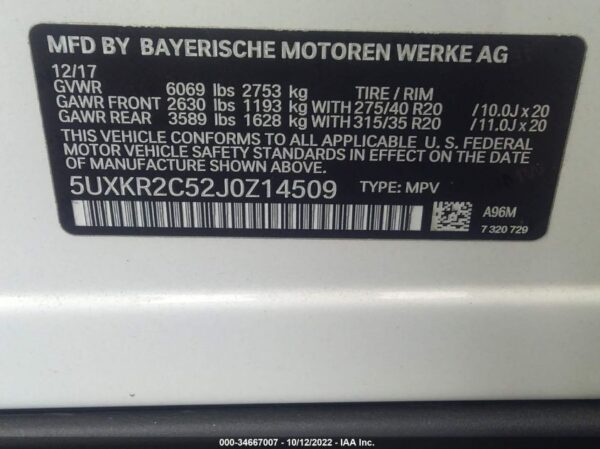 MFD BY BAYERISCHE MOTOREN WERKE AG
12/17
GVWR 6069 lbs 2753 kg TIRE / RIM
GAWR FRONT 2630 lbs 1193 kg WITH 275/40 R20 /10.0J x 20
GAWR REAR 3589 lbs 1628 kg WITH 315/35 R20 /11.0J x 20
THIS VEHICLE CONFORMS TO ALL APPLICABLE U. S. FEDERAL
MOTOR VEHICLE SAFETY STANDARDS IN EFFECT ON THE DATE
OF MANUFACTURE SHOWN ABOVE.
5UXKR2C52J0Z14509 TYPE: MPV
A96M
7 320 729
000-34667007 - 10/12/2022 - IAA Inc.